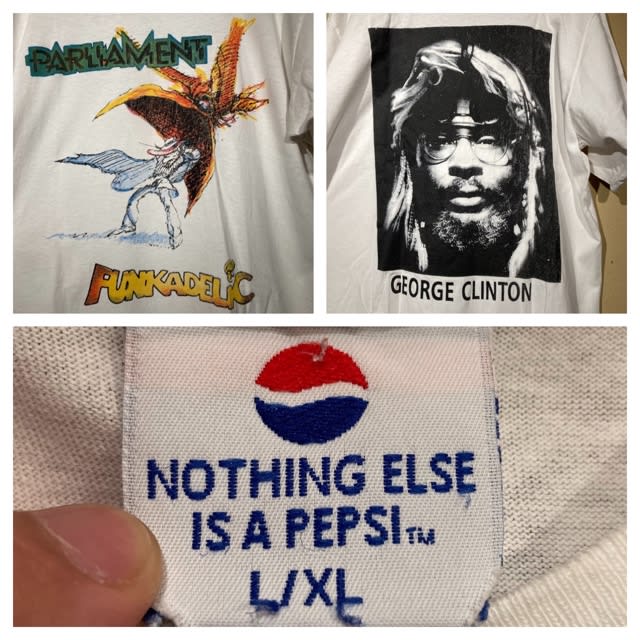 PARLIAMENT
FUNKADELIC
GEORGE CLINTON
NOTHING ELSE
IS A PEPSI™
L/XL